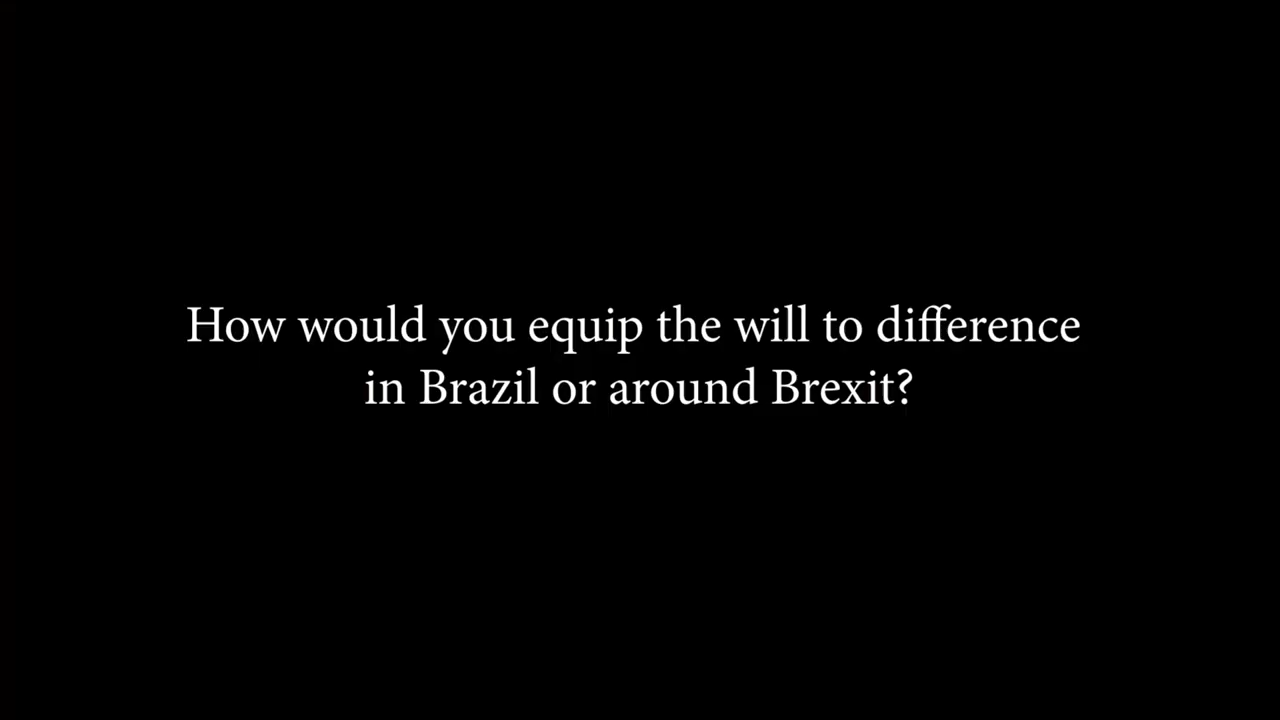 How would you equip the will to difference
in Brazil or around Brexit?